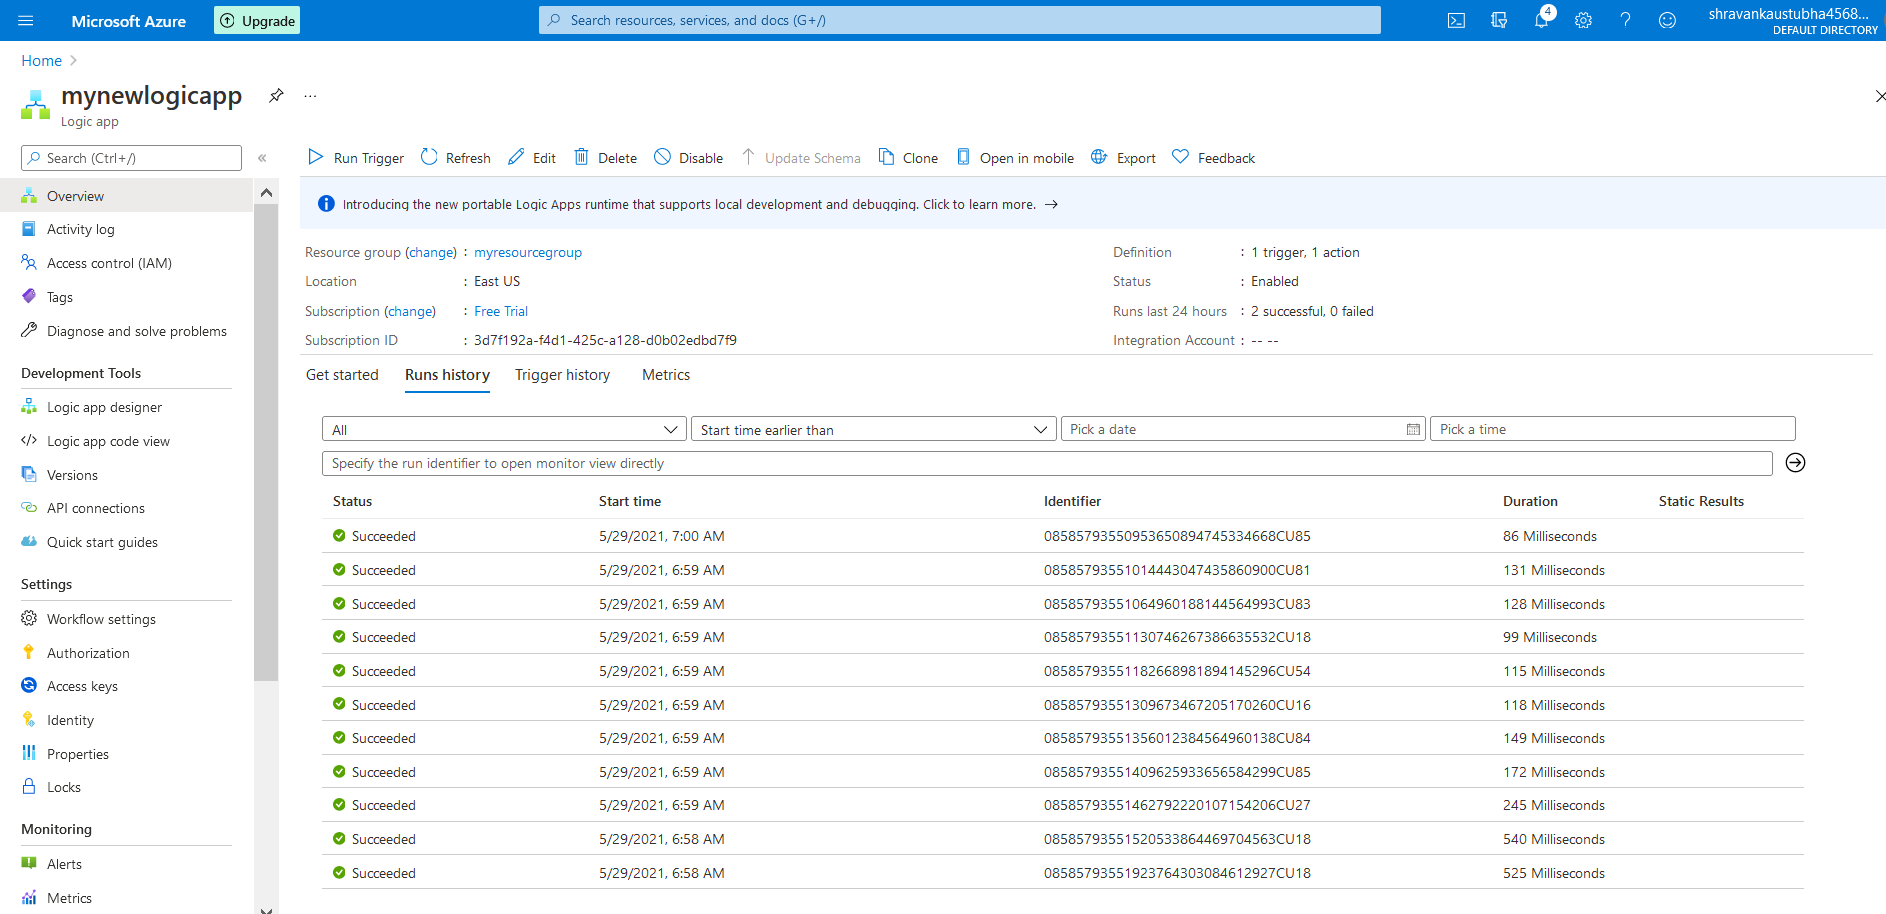 Microsoft Azure
Upgrade
Search resources, services, and docs (G+/)
4
shravankaustubha4568...
DEFAULT DIRECTORY
Home
mynewlogicapp
...
Logic app
Search (Ctrl+/)
«
Run Trigger
Refresh
Edit
Delete
Disable
Update Schema
Clone
Open in mobile
Export
Feedback
Introducing the new portable Logic Apps runtime that supports local development and debugging. Click to learn more. →
Overview
Activity log
Access control (IAM)
Tags
Diagnose and solve problems
Development Tools
Logic app designer
Logic app code view
Versions
API connections
Quick start guides
Settings
Workflow settings
Authorization
Access keys
Identity
Properties
Locks
Monitoring
Alerts
Metrics
Resource group (change) : myresourcegroup
Location : East US
Subscription (change) : Free Trial
Subscription ID : 3d7f192a-f4d1-425c-a128-d0b02edbd7f9
Definition : 1 trigger, 1 action
Status : Enabled
Runs last 24 hours : 2 successful, 0 failed
Integration Account : -- --
Get started Runs history Trigger history Metrics
All
Start time earlier than
Pick a date
Pick a time
Specify the run identifier to open monitor view directly
Status Start time Identifier Duration Static Results
Succeeded 5/29/2021, 7:00 AM 08585793550953650894745334668CU85 86 Milliseconds
Succeeded 5/29/2021, 6:59 AM 08585793551014443047435860900CU81 131 Milliseconds
Succeeded 5/29/2021, 6:59 AM 08585793551064960188144564993CU83 128 Milliseconds
Succeeded 5/29/2021, 6:59 AM 08585793551130746267386635532CU18 99 Milliseconds
Succeeded 5/29/2021, 6:59 AM 08585793551182668981894145296CU54 115 Milliseconds
Succeeded 5/29/2021, 6:59 AM 08585793551309673467205170260CU16 118 Milliseconds
Succeeded 5/29/2021, 6:59 AM 08585793551356012384564960138CU84 149 Milliseconds
Succeeded 5/29/2021, 6:59 AM 08585793551409625933656584299CU85 172 Milliseconds
Succeeded 5/29/2021, 6:59 AM 08585793551462792220107154206CU27 245 Milliseconds
Succeeded 5/29/2021, 6:58 AM 08585793551520533864469704563CU18 540 Milliseconds
Succeeded 5/29/2021, 6:58 AM 08585793551923764303084612927CU18 525 Milliseconds